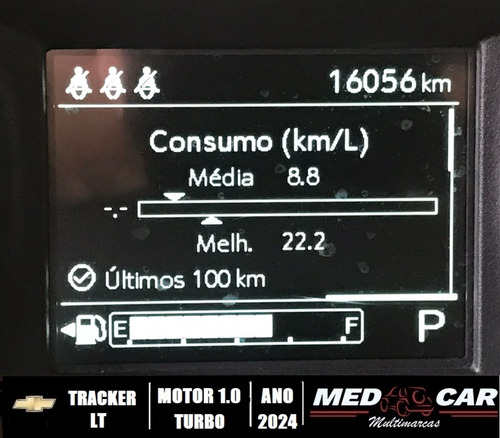 16056 km
Consumo (km/L)
Média 8.8
-.-
Melh. 22.2
Últimos 100 km
E F P
TRACKER LT
MOTOR 1.0 TURBO
ANO 2024
MED CAR
Multimarcas